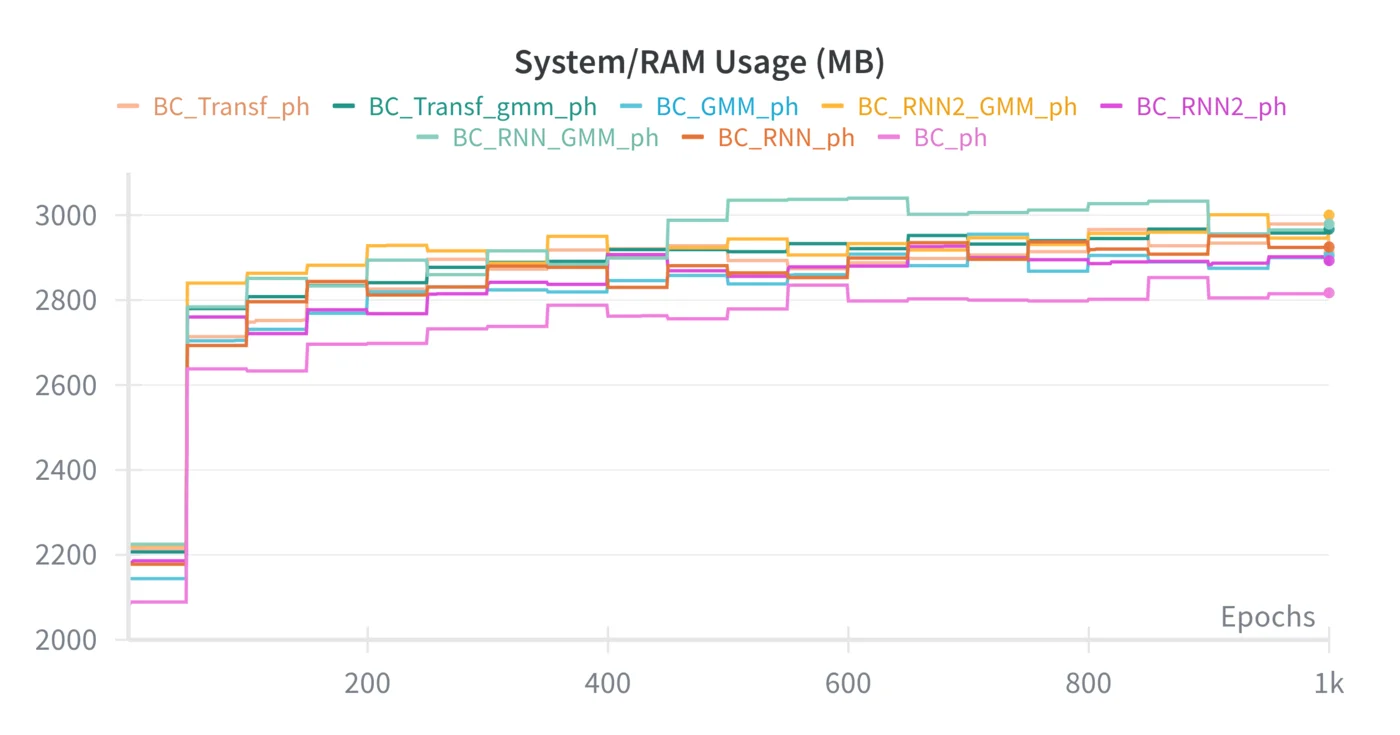 System/RAM Usage (MB)
BC_Transf_ph BC_Transf_gmm_ph BC_GMM_ph BC_RNN2_GMM_ph BC_RNN2_ph
BC_RNN_GMM_ph BC_RNN_ph BC_ph
3000
2800
2600
2400
2200
2000
Epochs
200 400 600 800 1k